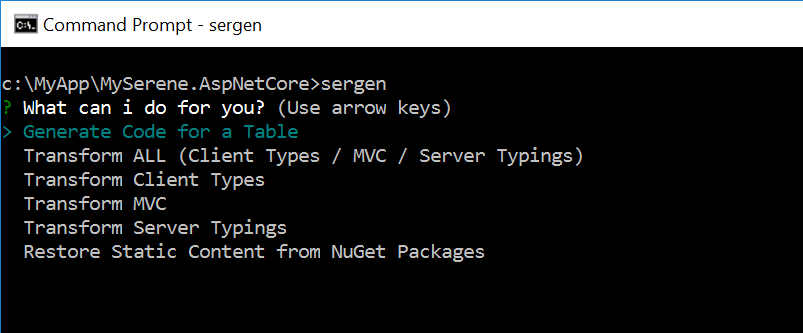 Command Prompt - sergen
c:\MyApp\MySerene.AspNetCore>sergen
? What can i do for you? (Use arrow keys)
> Generate Code for a Table
Transform ALL (Client Types / MVC / Server Typings)
Transform Client Types
Transform MVC
Transform Server Typings
Restore Static Content from NuGet Packages